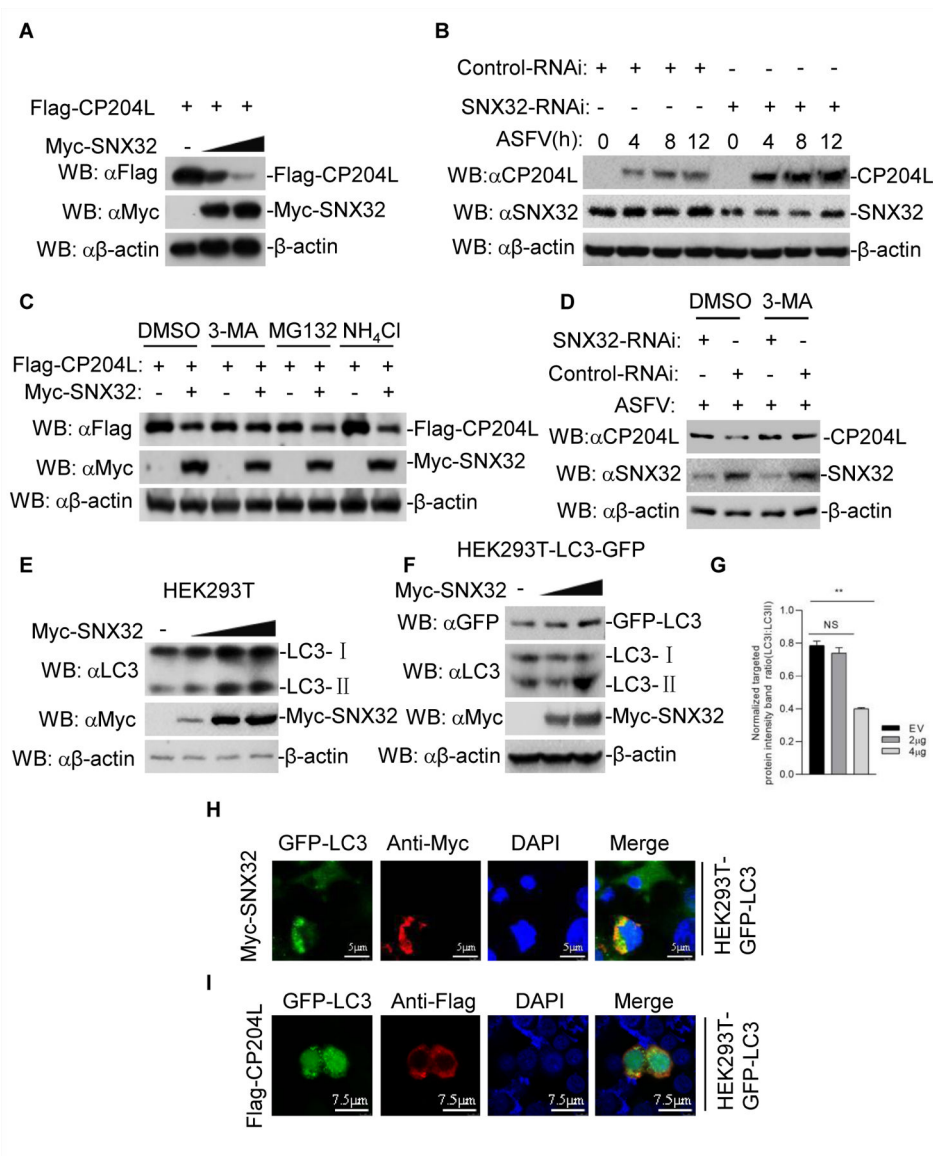 A
Flag-CP204L + + +
Myc-SNX32 -
WB: αFlag -Flag-CP204L
WB: αMyc -Myc-SNX32
WB: αβ-actin -β-actin
B
Control-RNAi: + + + + - - - -
SNX32-RNAi: - - - - + + + +
ASFV(h): 0 4 8 12 0 4 8 12
WB:αCP204L -CP204L
WB: αSNX32 -SNX32
WB: αβ-actin -β-actin
C
DMSO 3-MA MG132 NH₄Cl
Flag-CP204L: + + + + + + + +
Myc-SNX32: - + - + - + - +
WB: αFlag -Flag-CP204L
WB: αMyc -Myc-SNX32
WB: αβ-actin -β-actin
D
DMSO 3-MA
SNX32-RNAi: + - + -
Control-RNAi: - + - +
ASFV: + + + +
WB:αCP204L -CP204L
WB: αSNX32 -SNX32
WB: αβ-actin -β-actin
E
HEK293T
Myc-SNX32 -
WB: αLC3 -LC3-Ⅰ
-LC3-Ⅱ
WB: αMyc -Myc-SNX32
WB: αβ-actin -β-actin
F
HEK293T-LC3-GFP
Myc-SNX32 -
WB: αGFP -GFP-LC3
WB: αLC3 -LC3-Ⅰ
-LC3-Ⅱ
WB: αMyc -Myc-SNX32
WB: αβ-actin -β-actin
G
Normalized targeted
protein intensity band ratio(LC3I:LC3II)
1.0
0.8
0.6
0.4
0.2
0.0
**
NS
EV
2μg
4μg
H
GFP-LC3 Anti-Myc DAPI Merge
Myc-SNX32
5μm 5μm 5μm 5μm
HEK293T-
GFP-LC3
I
GFP-LC3 Anti-Flag DAPI Merge
Flag-CP204L
7.5μm 7.5μm 7.5μm 7.5μm
HEK293T-
GFP-LC3